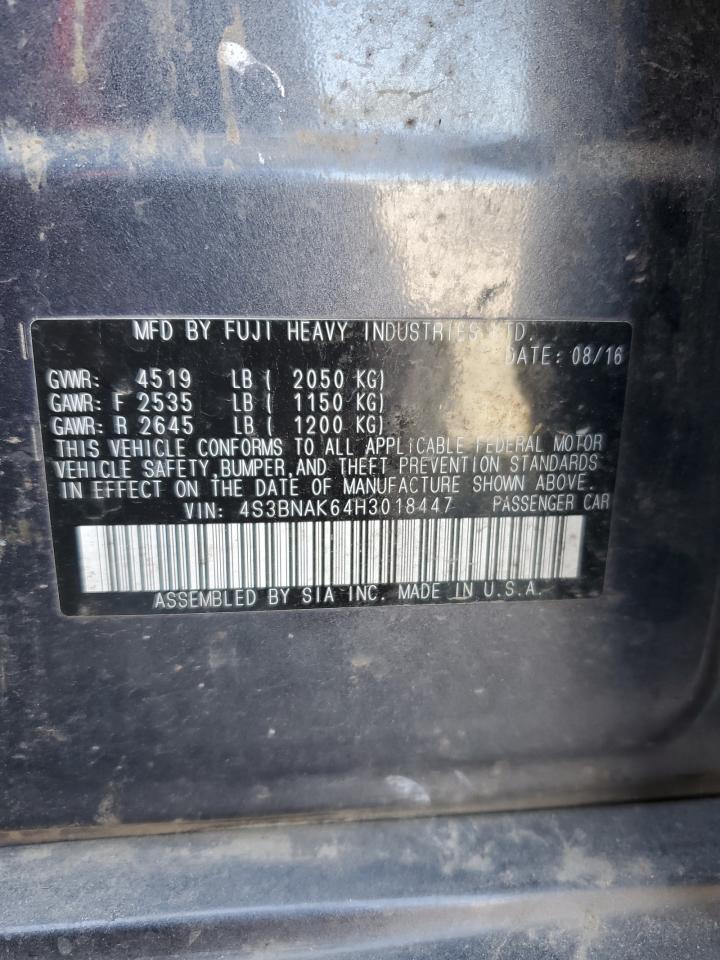 MFD BY FUJI HEAVY INDUSTRIES LTD.
DATE: 08/16
GVWR: 4519 LB ( 2050 KG)
GAWR: F 2535 LB ( 1150 KG)
GAWR: R 2645 LB ( 1200 KG)
THIS VEHICLE CONFORMS TO ALL APPLICABLE FEDERAL MOTOR
VEHICLE SAFETY, BUMPER, AND THEFT PREVENTION STANDARDS
IN EFFECT ON THE DATE OF MANUFACTURE SHOWN ABOVE.
VIN: 4S3BNAK64H3018447 PASSENGER CAR
ASSEMBLED BY SIA INC. MADE IN U.S.A.